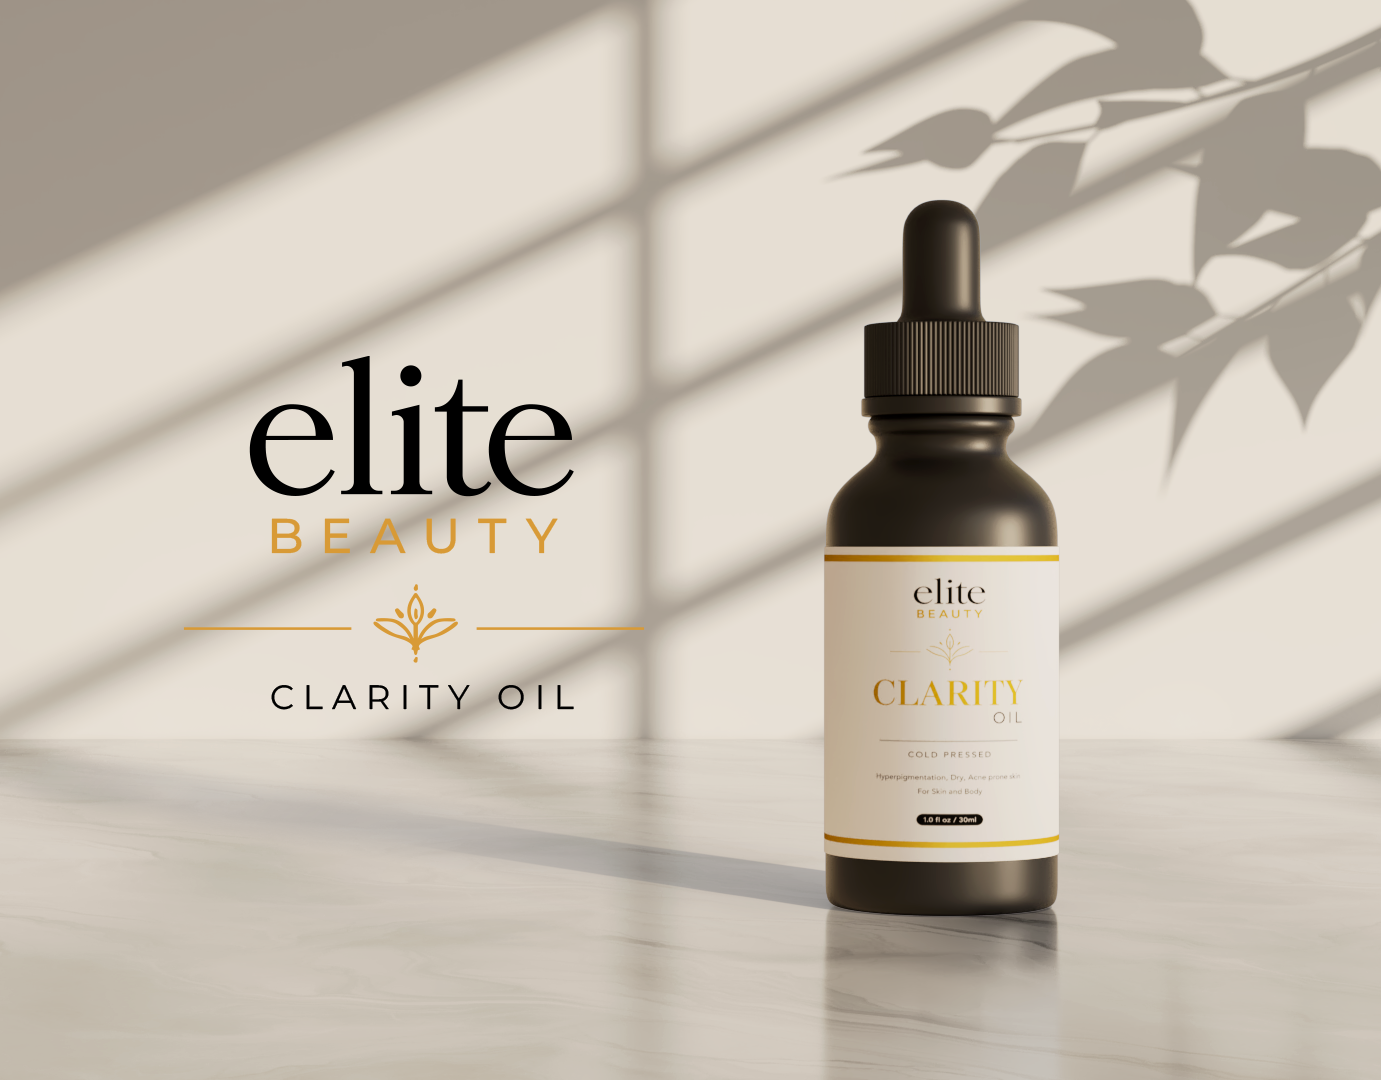 elite
BEAUTY
CLARITY OIL
elite
BEAUTY
CLARITY
OIL
COLD PRESSED
Hyperpigmentation, Dry, Acne prone skin
For Skin and Body
1.0 fl oz / 30ml